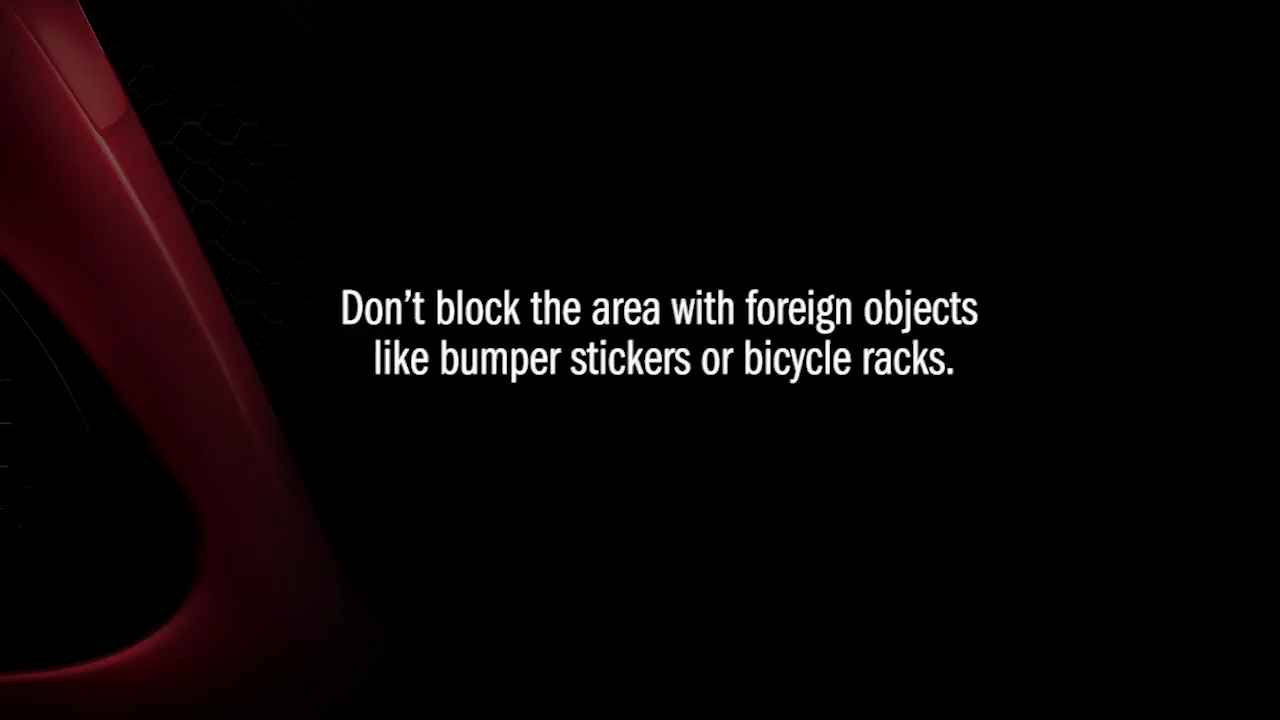 Don’t block the area with foreign objects
like bumper stickers or bicycle racks.